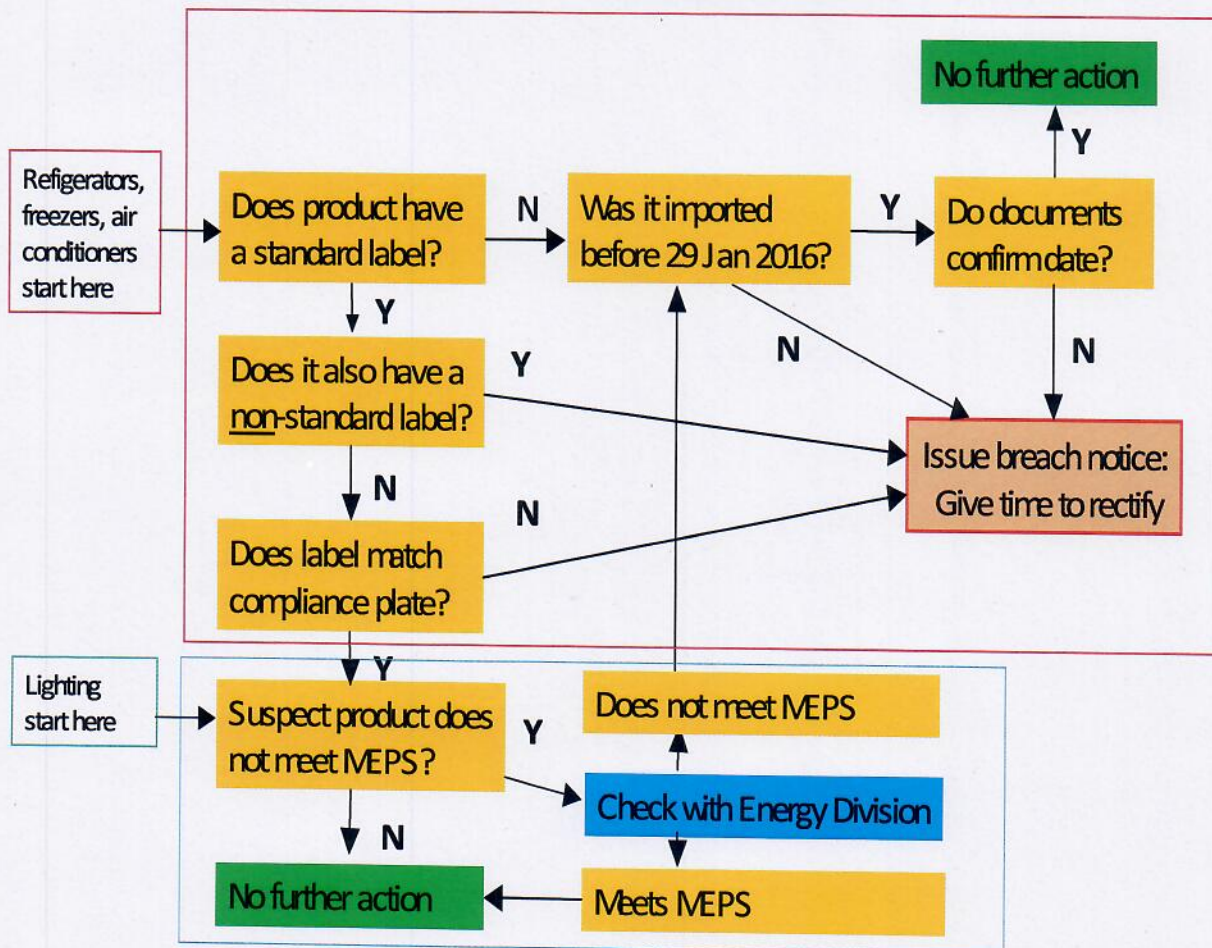 No further action
Y
Refigerators,
freezers, air
conditioners
start here
Does product have
a standard label?
N
Was it imported
before 29 Jan 2016?
Y
Do documents
confirm date?
Y
N
N
Y
Does it also have a
non-standard label?
Y
N
Issue breach notice:
Give time to rectify
N
Does label match
compliance plate?
Y
Lighting
start here
Suspect product does
not meet MEPS?
Y
Does not meet MEPS
Check with Energy Division
N
No further action
Meets MEPS